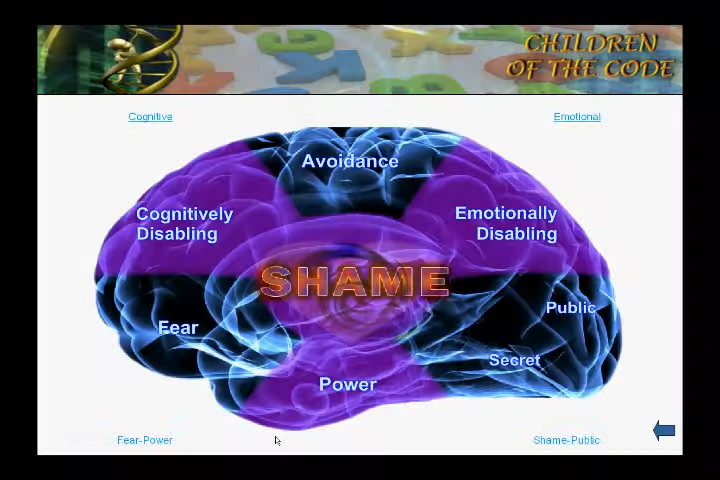 CHILDREN
OF THE CODE
Cognitive
Emotional
Avoidance
Cognitively
Disabling
Emotionally
Disabling
SHAME
Public
Fear
Secret
Power
Fear-Power
Shame-Public